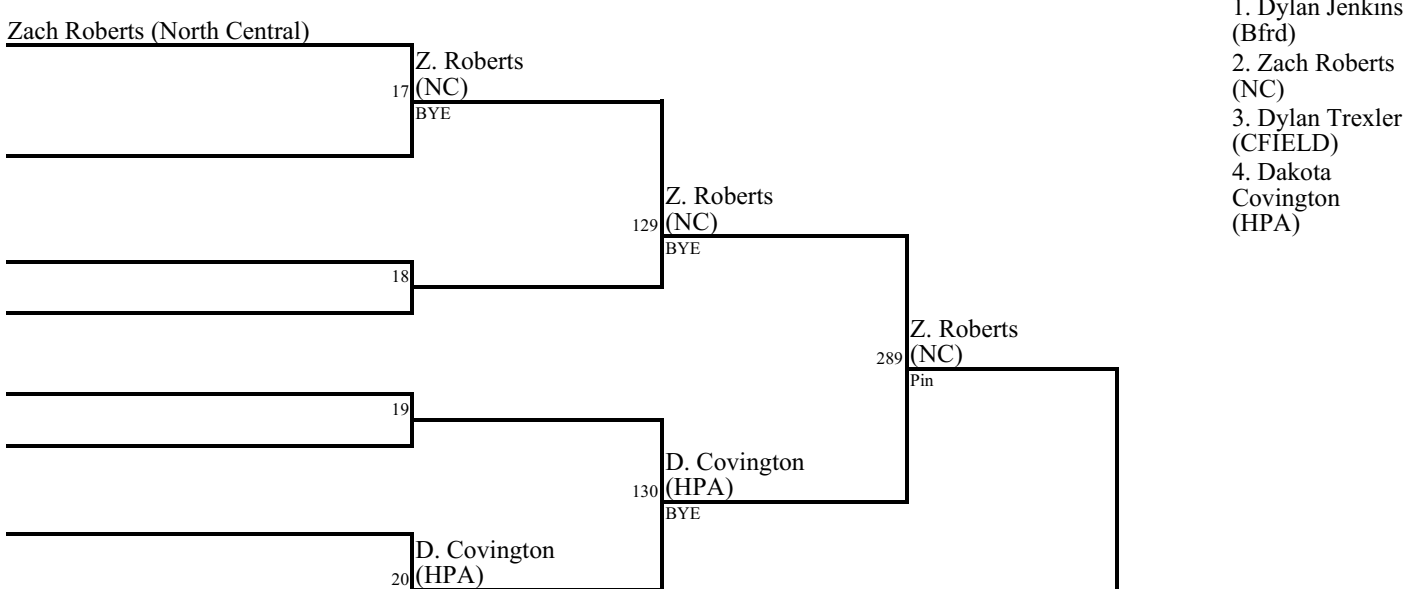 1. Dylan Jenkins
(Bfrd)
2. Zach Roberts
(NC)
3. Dylan Trexler
(CFIELD)
4. Dakota
Covington
(HPA)
Zach Roberts (North Central)
Z. Roberts
17 (NC)
BYE
Z. Roberts
129 (NC)
BYE
18
Z. Roberts
289 (NC)
Pin
19
D. Covington
130 (HPA)
BYE
D. Covington
20 (HPA)